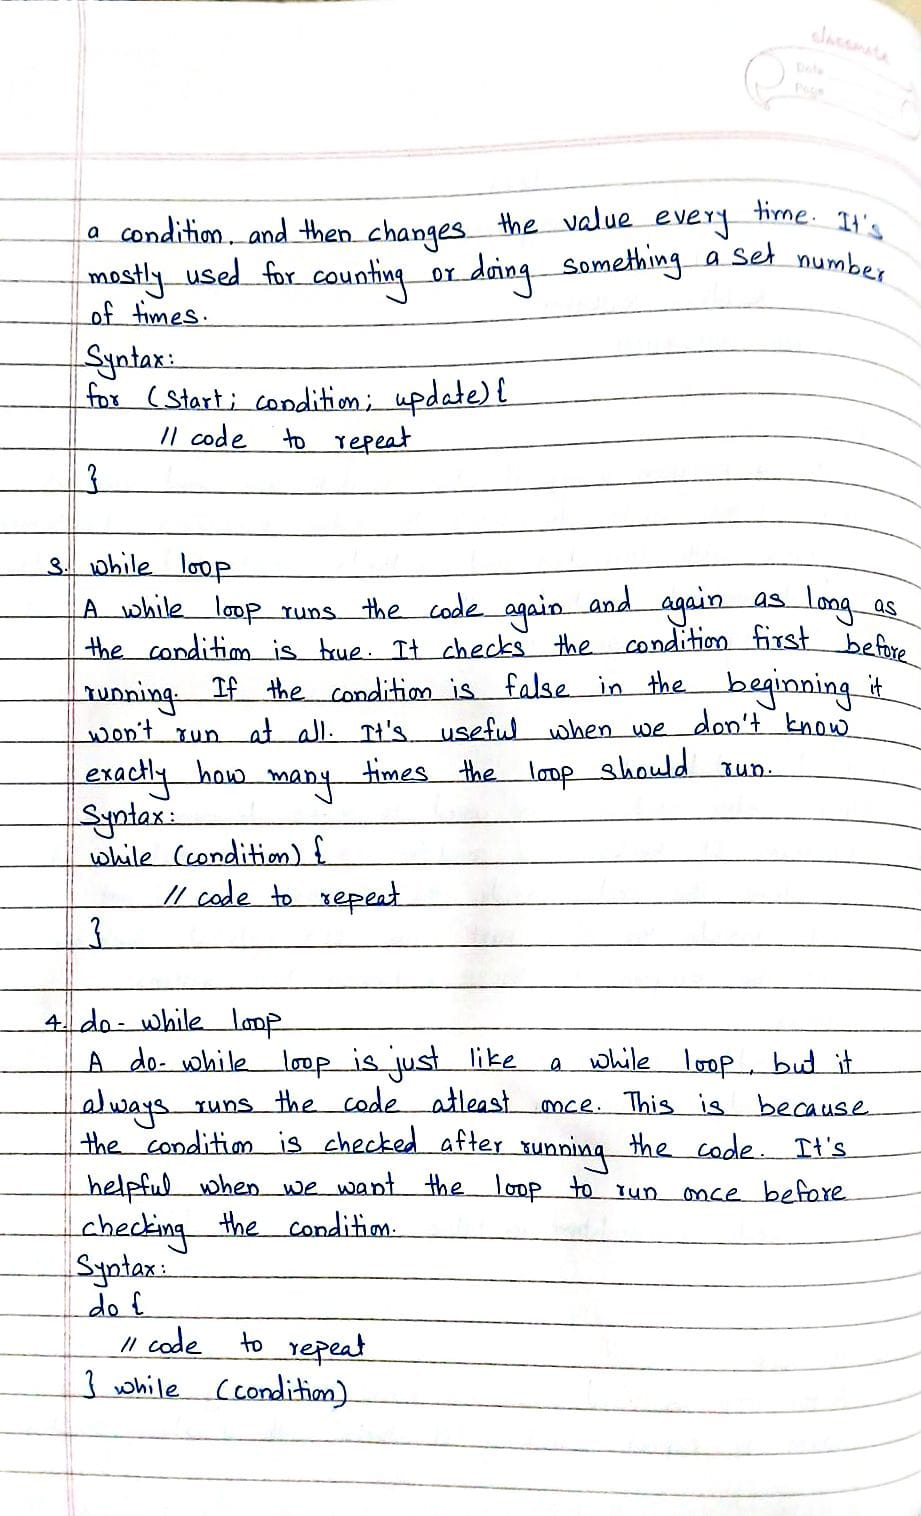 classmate
Date
Page
a condition, and then changes the value every time. It's
mostly used for counting or doing something a set number
of times.
Syntax:
for (start; condition; update) {
// code to repeat
}
3. while loop
A while loop runs the code again and again as long as
the condition is true. It checks the condition first before
running. If the condition is false in the beginning it
won't run at all. It's useful when we don't know
exactly how many times the loop should run.
Syntax:
while (condition) {
// code to repeat
}
4. do-while loop
A do-while loop is just like a while loop, but it
always runs the code atleast once. This is because
the condition is checked after running the code. It's
helpful when we want the loop to run once before
checking the condition.
Syntax:
do {
// code to repeat
} while (condition)